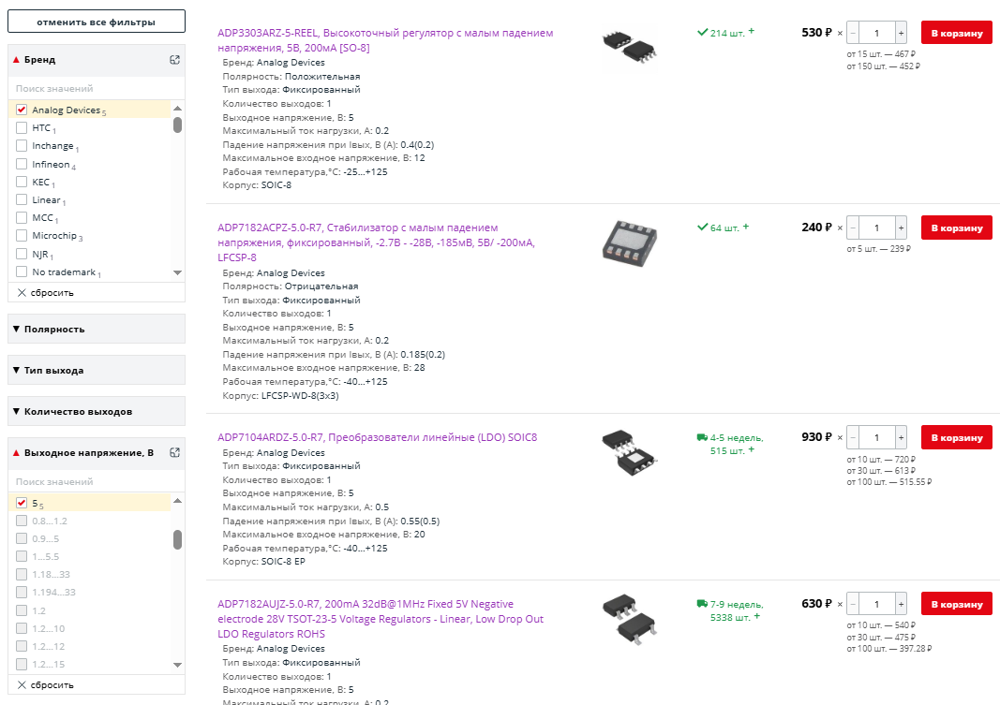 отменить все фильтры
Бренд
Поиск значений
Analog Devices 5
HTC 1
Inchange 1
Infineon 4
KEC 1
Linear 1
MCC 1
Microchip 3
NJR 1
No trademark 1
сбросить
Полярность
Тип выхода
Количество выходов
Выходное напряжение, В
Поиск значений
5 5
0.8…1.2
0.9…5
1…5.5
1.18…33
1.194…33
1.2
1.2…10
1.2…12
1.2…15
сбросить
ADP3303ARZ-5-REEL, Высокоточный регулятор с малым падением
напряжения, 5В, 200мА [SO-8]
Бренд: Analog Devices
Полярность: Положительная
Тип выхода: Фиксированный
Количество выходов: 1
Выходное напряжение, В: 5
Максимальный ток нагрузки, А: 0.2
Падение напряжения при Iвых, В (А): 0.4(0.2)
Максимальное входное напряжение, В: 12
Рабочая температура,°C: -25…+125
Корпус: SOIC-8
214 шт. +
530 ₽ × – 1 + В корзину
от 15 шт. — 467 ₽
от 150 шт. — 452 ₽
ADP7182ACPZ-5.0-R7, Стабилизатор с малым падением
напряжения, фиксированный, -2.7В - -28В, -185мВ, 5В/ -200мА,
LFCSP-8
Бренд: Analog Devices
Полярность: Отрицательная
Тип выхода: Фиксированный
Количество выходов: 1
Выходное напряжение, В: 5
Максимальный ток нагрузки, А: 0.2
Падение напряжения при Iвых, В (А): 0.185(0.2)
Максимальное входное напряжение, В: 28
Рабочая температура,°C: -40…+125
Корпус: LFCSP-WD-8(3x3)
64 шт. +
240 ₽ × – 1 + В корзину
от 5 шт. — 239 ₽
ADP7104ARDZ-5.0-R7, Преобразователи линейные (LDO) SOIC8
Бренд: Analog Devices
Тип выхода: Фиксированный
Количество выходов: 1
Выходное напряжение, В: 5
Максимальный ток нагрузки, А: 0.5
Падение напряжения при Iвых, В (А): 0.55(0.5)
Максимальное входное напряжение, В: 20
Рабочая температура,°C: -40…+125
Корпус: SOIC-8 EP
4-5 недель,
515 шт. +
930 ₽ × – 1 + В корзину
от 10 шт. — 720 ₽
от 30 шт. — 613 ₽
от 100 шт. — 515.55 ₽
ADP7182AUJZ-5.0-R7, 200mA 32dB@1MHz Fixed 5V Negative
electrode 28V TSOT-23-5 Voltage Regulators - Linear, Low Drop Out
LDO Regulators ROHS
Бренд: Analog Devices
Тип выхода: Фиксированный
Количество выходов: 1
Выходное напряжение, В: 5
Максимальный ток нагрузки, А: 0.2
7-9 недель,
5338 шт. +
630 ₽ × – 1 + В корзину
от 10 шт. — 540 ₽
от 30 шт. — 475 ₽
от 100 шт. — 397.28 ₽